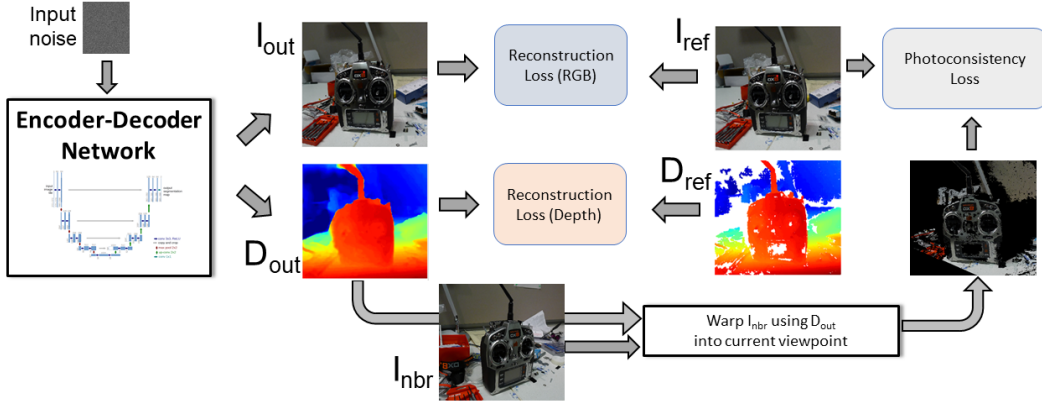 Input
noise
I_out
Reconstruction
Loss (RGB)
I_ref
Photoconsistency
Loss
Encoder-Decoder
Network
D_out
Reconstruction
Loss (Depth)
D_ref
I_nbr
Warp I_nbr using D_out
into current viewpoint